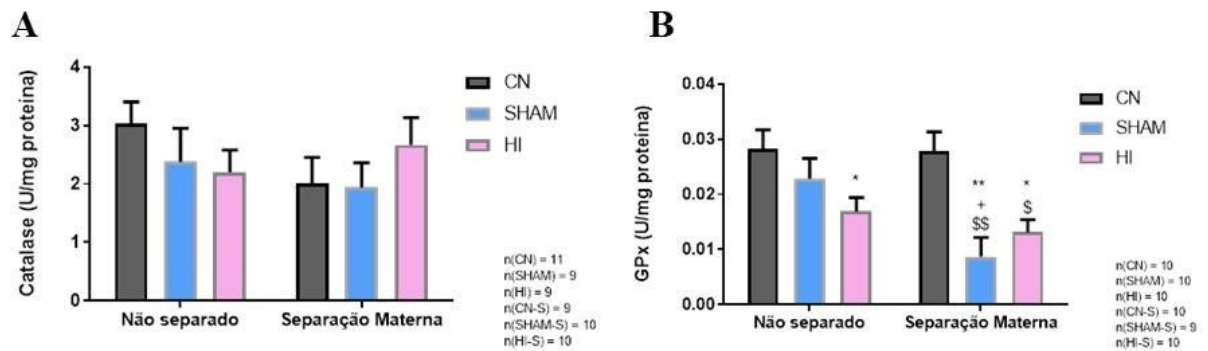 A
Catalase (U/mg proteina)
4
3
2
1
0
Não separado
Separação Materna
CN
SHAM
HI
n(CN) = 11
n(SHAM) = 9
n(HI) = 9
n(CN-S) = 9
n(SHAM-S) = 10
n(HI-S) = 10
B
GPx (U/mg proteina)
0.04
0.03
0.02
0.01
0.00
*
**
+
$$
*
$
Não separado
Separação Materna
CN
SHAM
HI
n(CN) = 10
n(SHAM) = 10
n(HI) = 10
n(CN-S) = 10
n(SHAM-S) = 9
n(HI-S) = 10